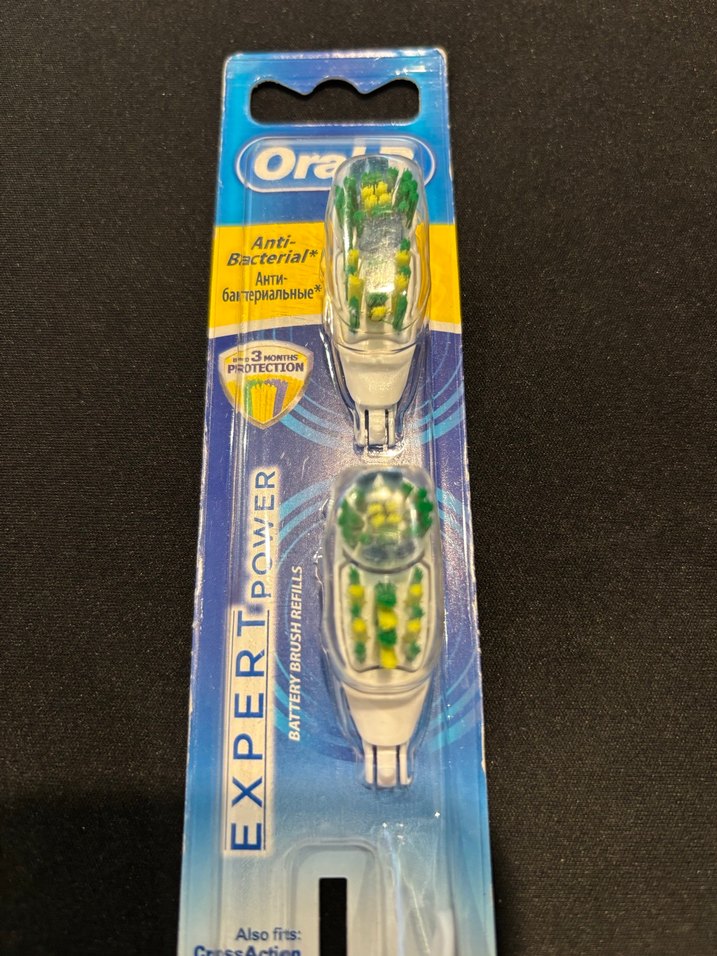 Oral-B
Anti-
Bacterial*
Анти-
бактериальные*
3 MONTHS
PROTECTION
EXPERT POWER
BATTERY BRUSH REFILLS
Also fits:
CrossAction